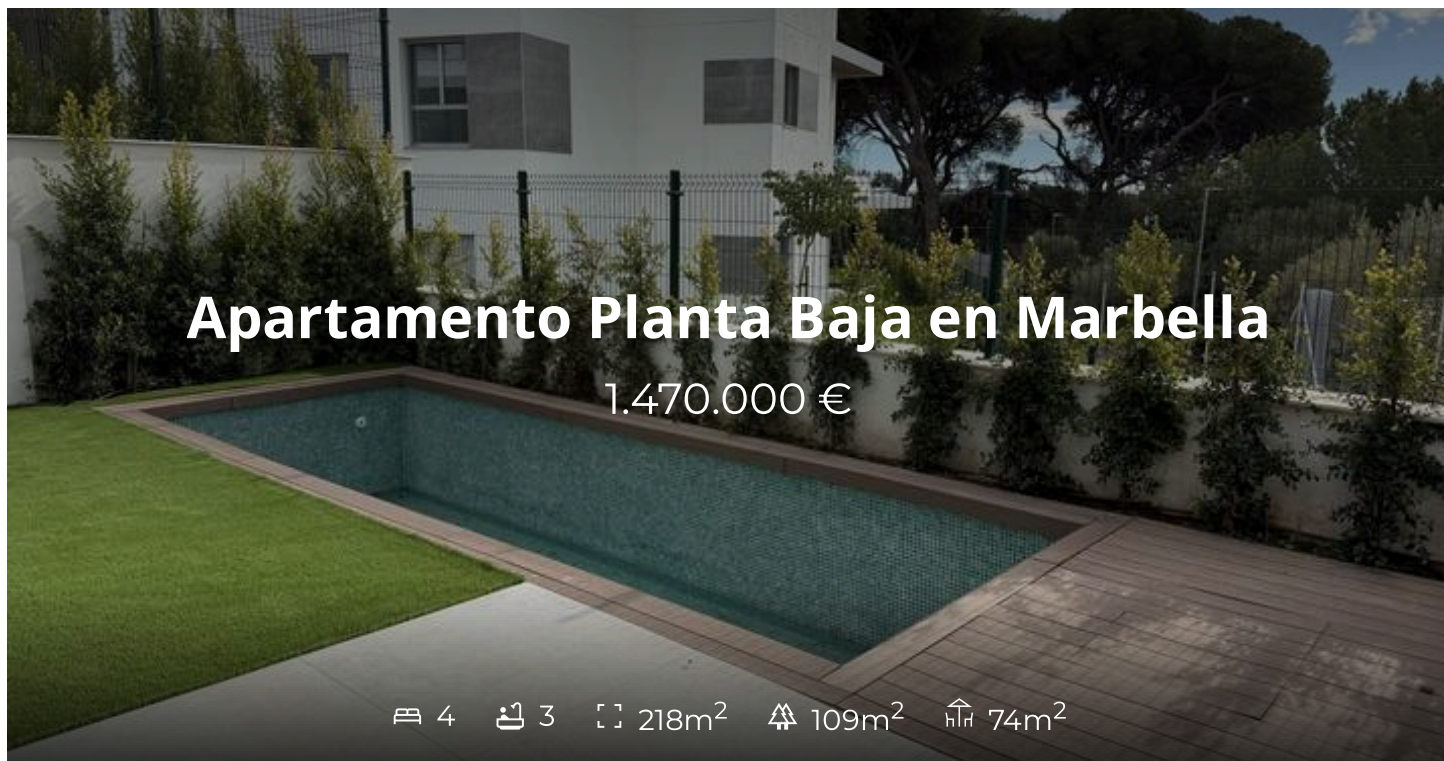 Apartamento Planta Baja en Marbella
1.470.000 €
4 3 218m² 109m² 74m²